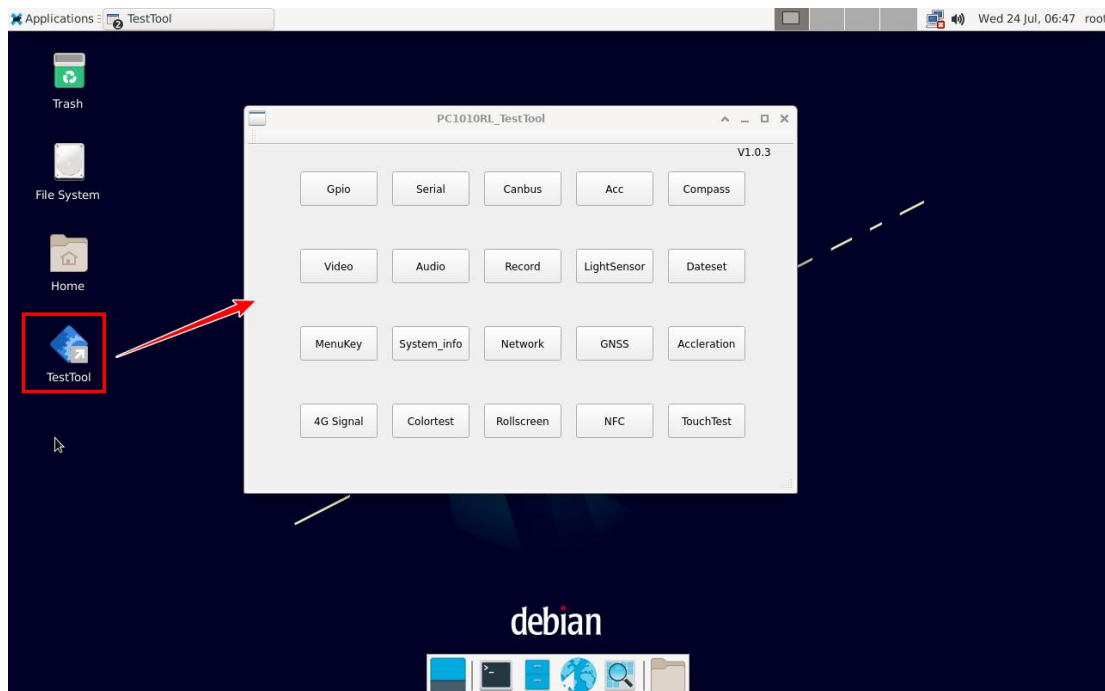 Applications TestTool Wed 24 Jul, 06:47 root
2
Trash
File System
Home
TestTool
PC1010RL_TestTool
V1.0.3
Gpio Serial Canbus Acc Compass
Video Audio Record LightSensor Dateset
MenuKey System_info Network GNSS Accleration
4G Signal Colortest Rollscreen NFC TouchTest
debian